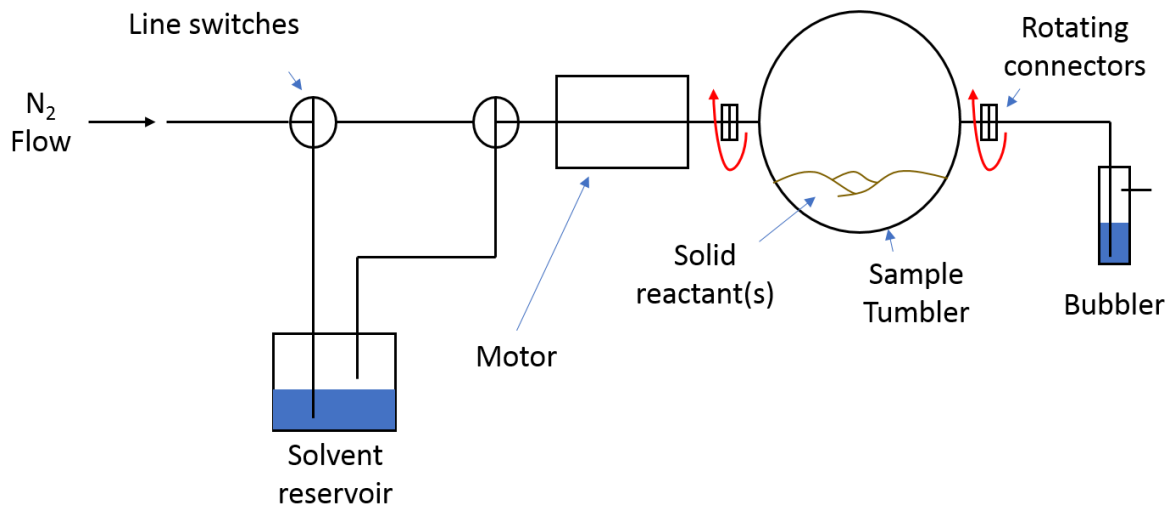 Line switches
N₂
Flow
Rotating
connectors
Solid
reactant(s)
Sample
Tumbler
Bubbler
Motor
Solvent
reservoir